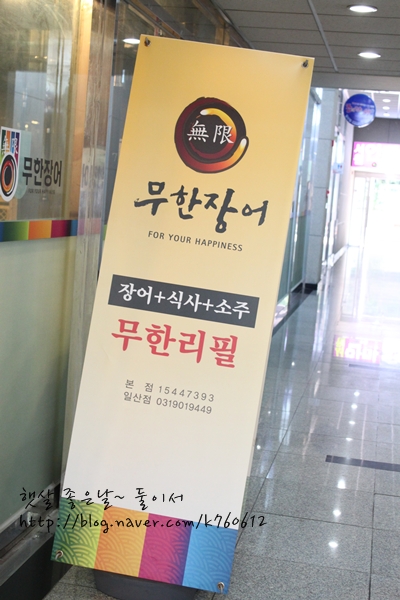 無限
무한장어
FOR YOUR HAPPINESS
장어+식사+소주
무한리필
본 점 15447393
일산점 0319019449
無限
무한장어
햇살 좋은날~ 둘이서
http://blog.naver.com/k760612